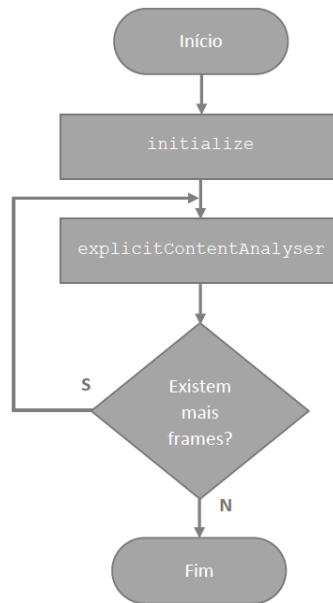 Início
initialize
explicitContentAnalyser
Existem
mais
frames?
S
N
Fim